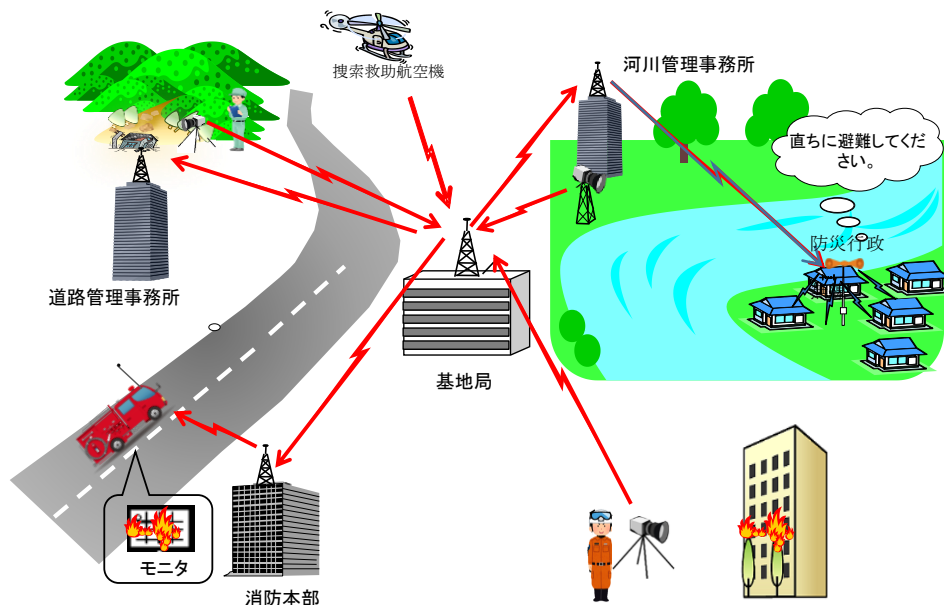 捜索救助航空機
河川管理事務所
直ちに避難してくだ
さい。
防災行政
道路管理事務所
基地局
モニタ
消防本部